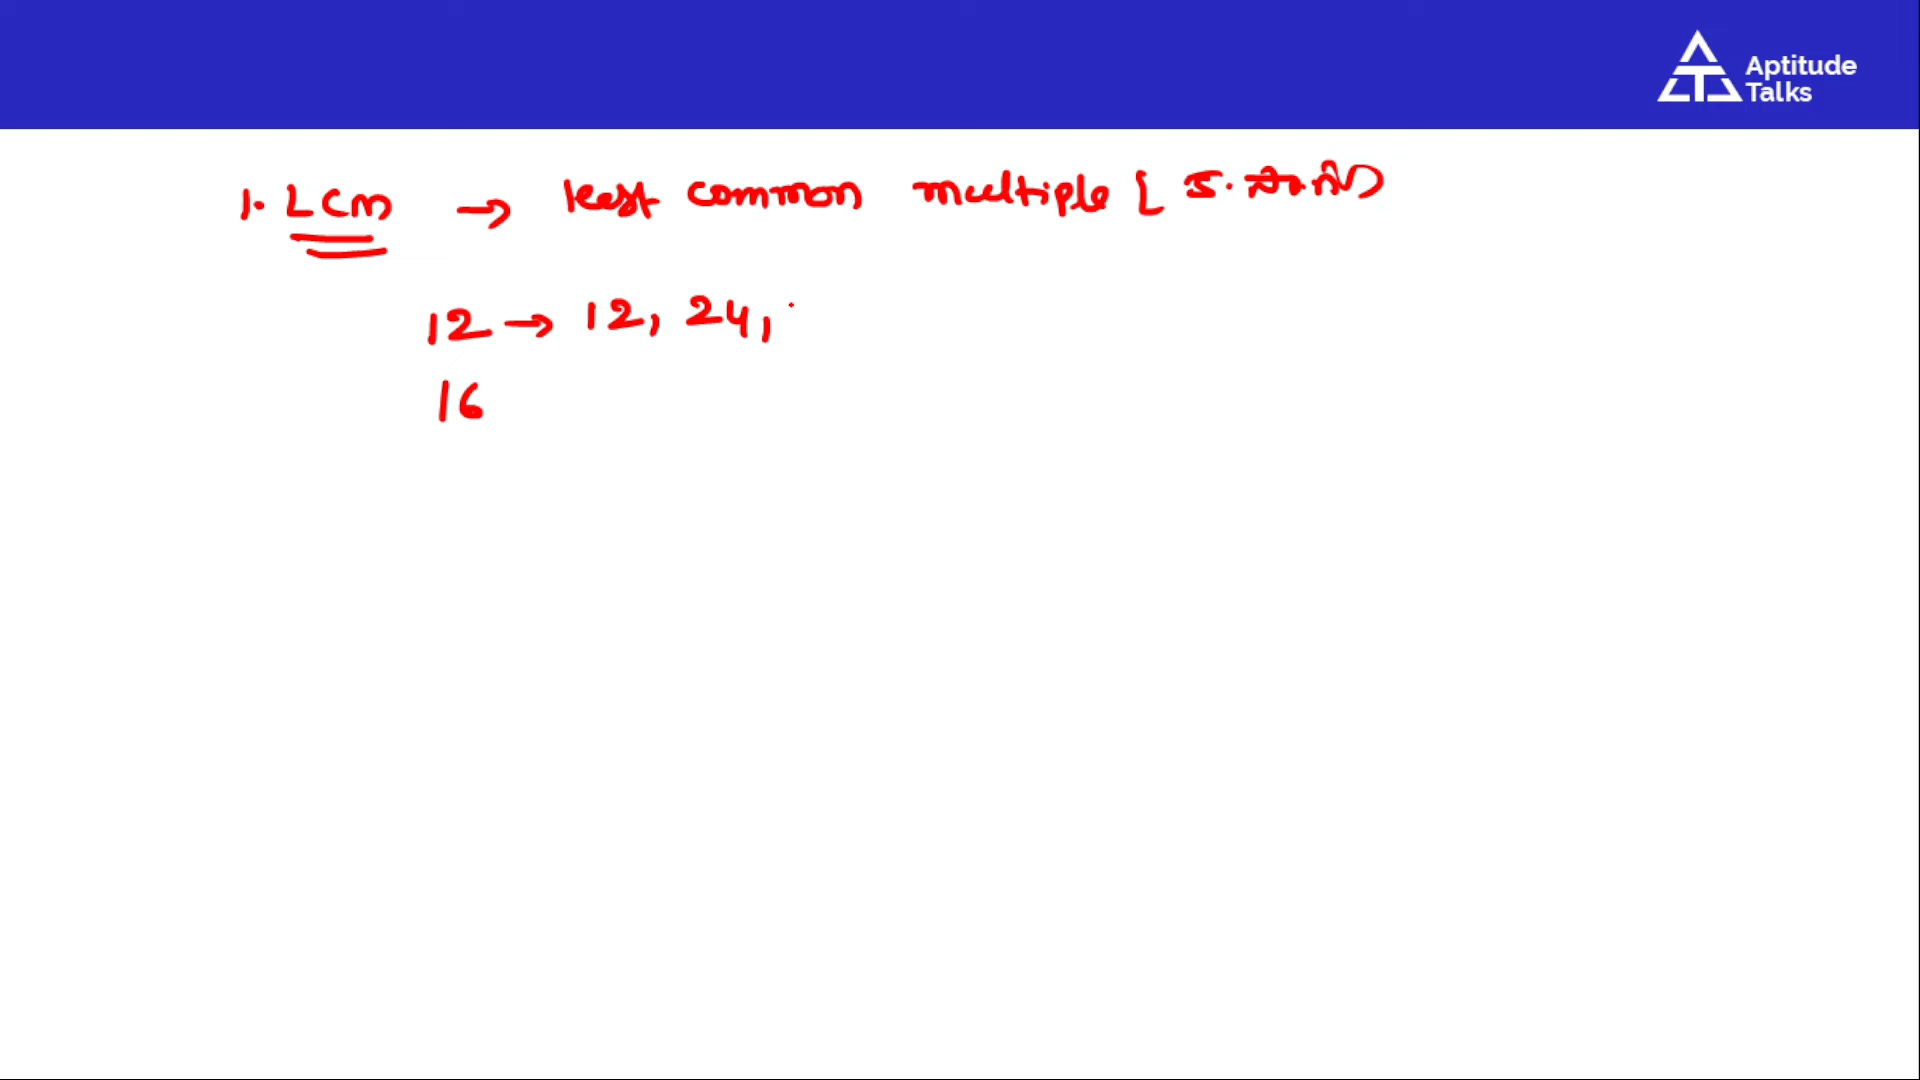 Aptitude
Talks
1. LCM → least common multiple [ క.సా.గు)
12 → 12, 24,
16